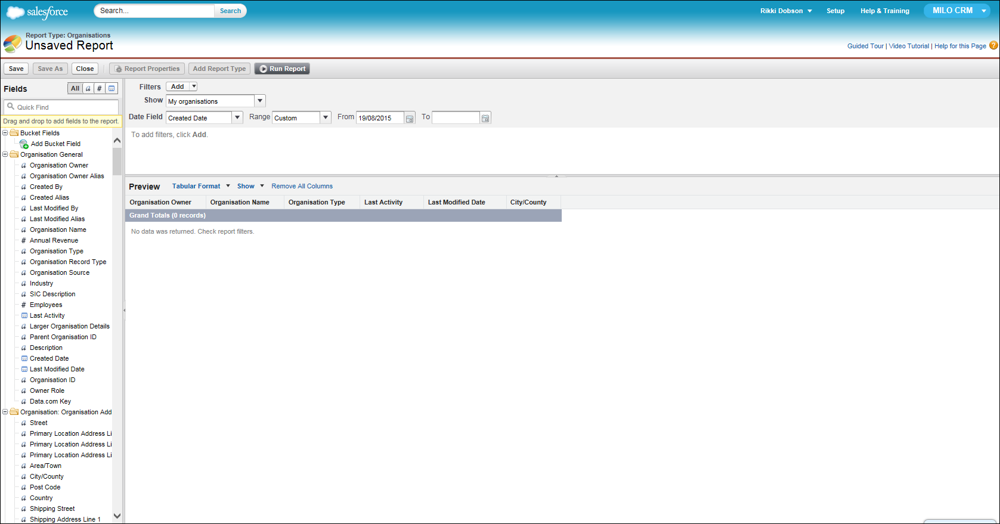 salesforce
Search...
Search
Rikki Dobson
Setup
Help & Training
MILO CRM
Report Type: Organisations
Unsaved Report
Guided Tour | Video Tutorial | Help for this Page ?
Save
Save As
Close
Report Properties
Add Report Type
Run Report
Fields
All
a
#
Quick Find
Drag and drop to add fields to the report.
Bucket Fields
Add Bucket Field
Organisation General
a Organisation Owner
a Organisation Owner Alias
a Created By
a Created Alias
a Last Modified By
a Last Modified Alias
a Organisation Name
# Annual Revenue
a Organisation Type
a Organisation Record Type
a Organisation Source
a Industry
a SIC Description
# Employees
Last Activity
a Larger Organisation Details
a Parent Organisation ID
a Description
Created Date
Last Modified Date
a Organisation ID
a Owner Role
a Data.com Key
Organisation: Organisation Add
a Street
a Primary Location Address Li
a Primary Location Address Li
a Primary Location Address Li
a Area/Town
a City/County
a Post Code
a Country
a Shipping Street
a Shipping Address Line 1
Filters Add
Show My organisations
Date Field Created Date Range Custom From 19/08/2015 To
To add filters, click Add.
Preview Tabular Format Show Remove All Columns
Organisation Owner Organisation Name Organisation Type Last Activity Last Modified Date City/County
Grand Totals (0 records)
No data was returned. Check report filters.